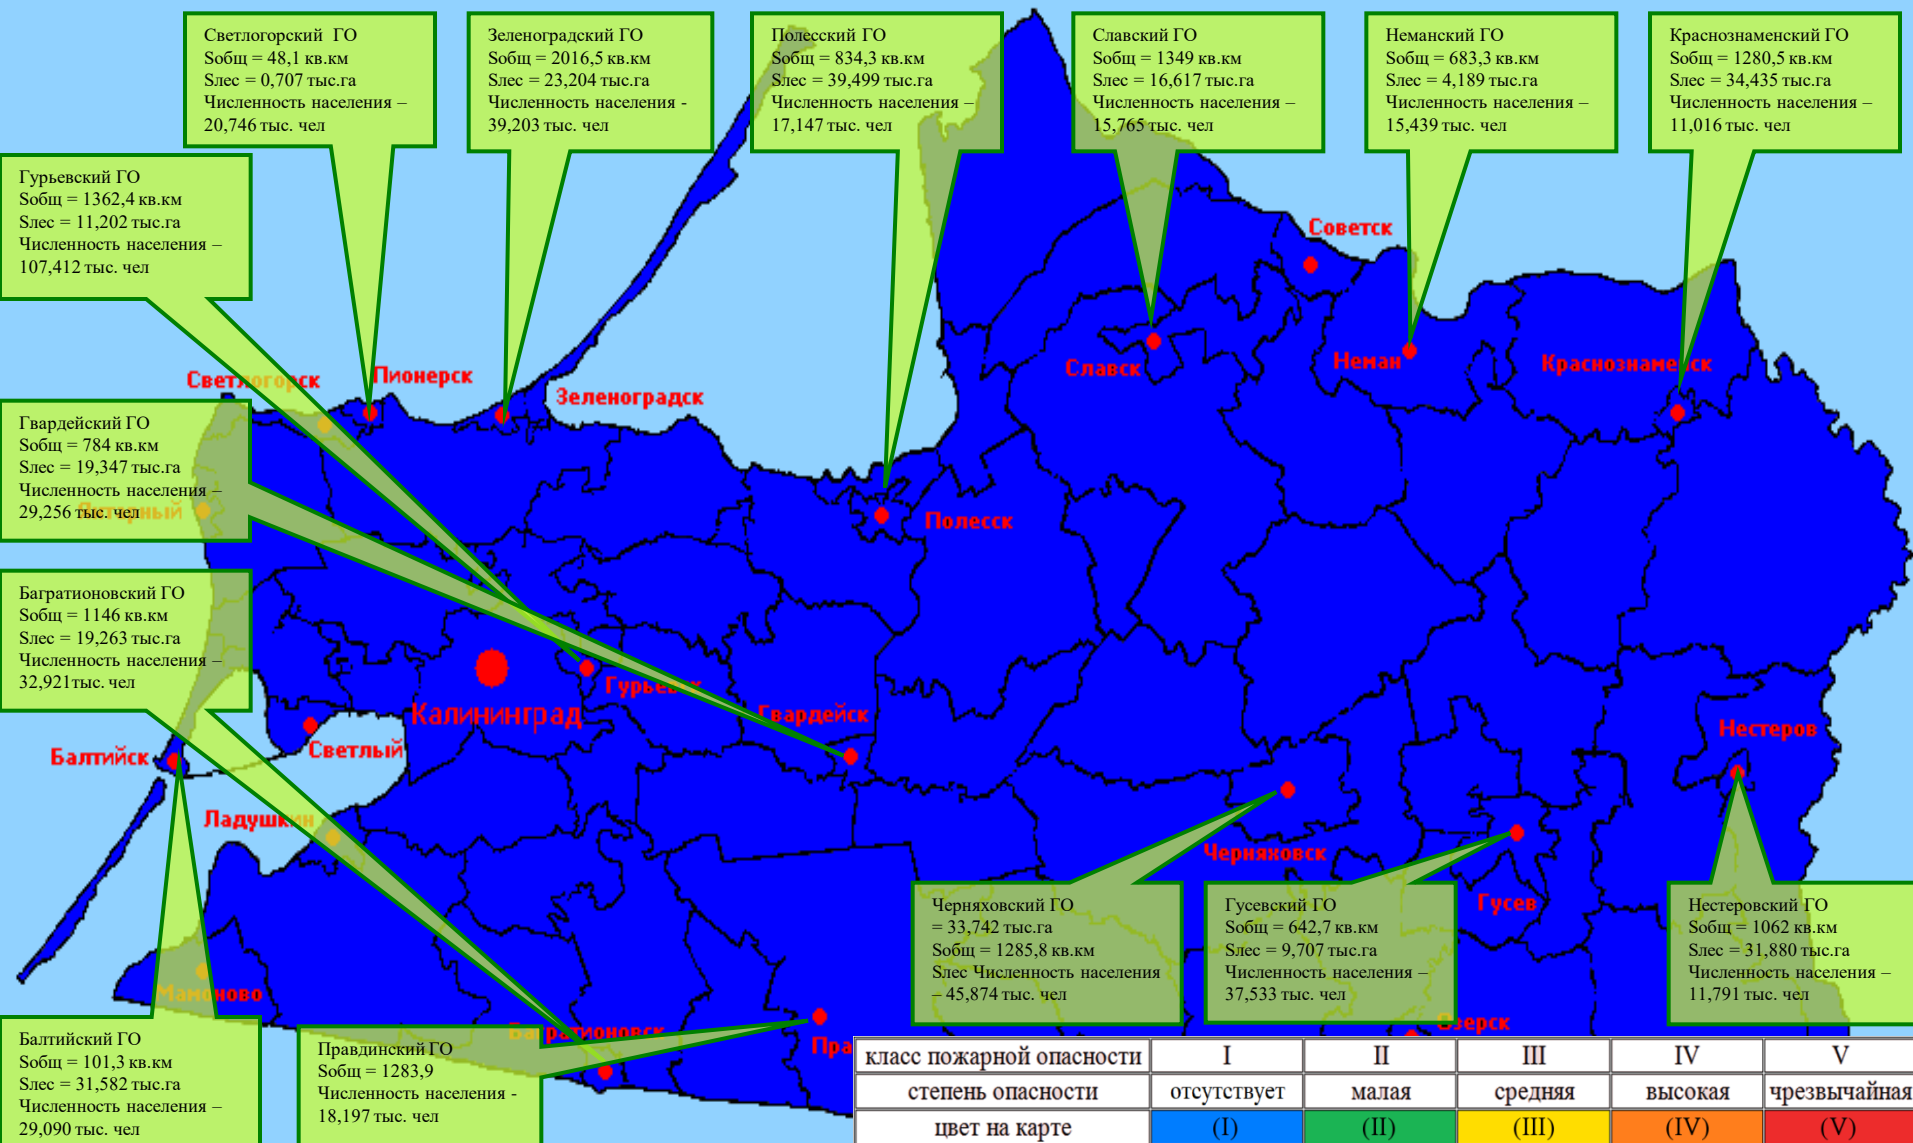 Светлогорский ГО
Sобщ = 48,1 кв.км
Sлес = 0,707 тыс.га
Численность населения –
20,746 тыс. чел
Зеленоградский ГО
Sобщ = 2016,5 кв.км
Sлес = 23,204 тыс.га
Численность населения -
39,203 тыс. чел
Полесский ГО
Sобщ = 834,3 кв.км
Sлес = 39,499 тыс.га
Численность населения –
17,147 тыс. чел
Славский ГО
Sобщ = 1349 кв.км
Sлес = 16,617 тыс.га
Численность населения –
15,765 тыс. чел
Неманский ГО
Sобщ = 683,3 кв.км
Sлес = 4,189 тыс.га
Численность населения –
15,439 тыс. чел
Краснознаменский ГО
Sобщ = 1280,5 кв.км
Sлес = 34,435 тыс.га
Численность населения –
11,016 тыс. чел
Гурьевский ГО
Sобщ = 1362,4 кв.км
Sлес = 11,202 тыс.га
Численность населения –
107,412 тыс. чел
Советск
Славск
Неман
Краснознаменск
Светлогорск
Пионерск
Зеленоградск
Гвардейский ГО
Sобщ = 784 кв.км
Sлес = 19,347 тыс.га
Численность населения –
29,256 тыс. чел
Янтарный
Полесск
Багратионовский ГО
Sобщ = 1146 кв.км
Sлес = 19,263 тыс.га
Численность населения –
32,921тыс. чел
Гурьевск
Калининград
Гвардейск
Нестеров
Светлый
Балтийск
Ладушкин
Черняховск
Гусев
Черняховский ГО
= 33,742 тыс.га
Sобщ = 1285,8 кв.км
Sлес Численность населения
– 45,874 тыс. чел
Гусевский ГО
Sобщ = 642,7 кв.км
Sлес = 9,707 тыс.га
Численность населения –
37,533 тыс. чел
Нестеровский ГО
Sобщ = 1062 кв.км
Sлес = 31,880 тыс.га
Численность населения –
11,791 тыс. чел
Мамоново
Багратионовск
Озерск
Пра
Балтийский ГО
Sобщ = 101,3 кв.км
Sлес = 31,582 тыс.га
Численность населения –
29,090 тыс. чел
Правдинский ГО
Sобщ = 1283,9
Численность населения -
18,197 тыс. чел
класс пожарной опасности I II III IV V
степень опасности отсутствует малая средняя высокая чрезвычайная
цвет на карте (I) (II) (III) (IV) (V)